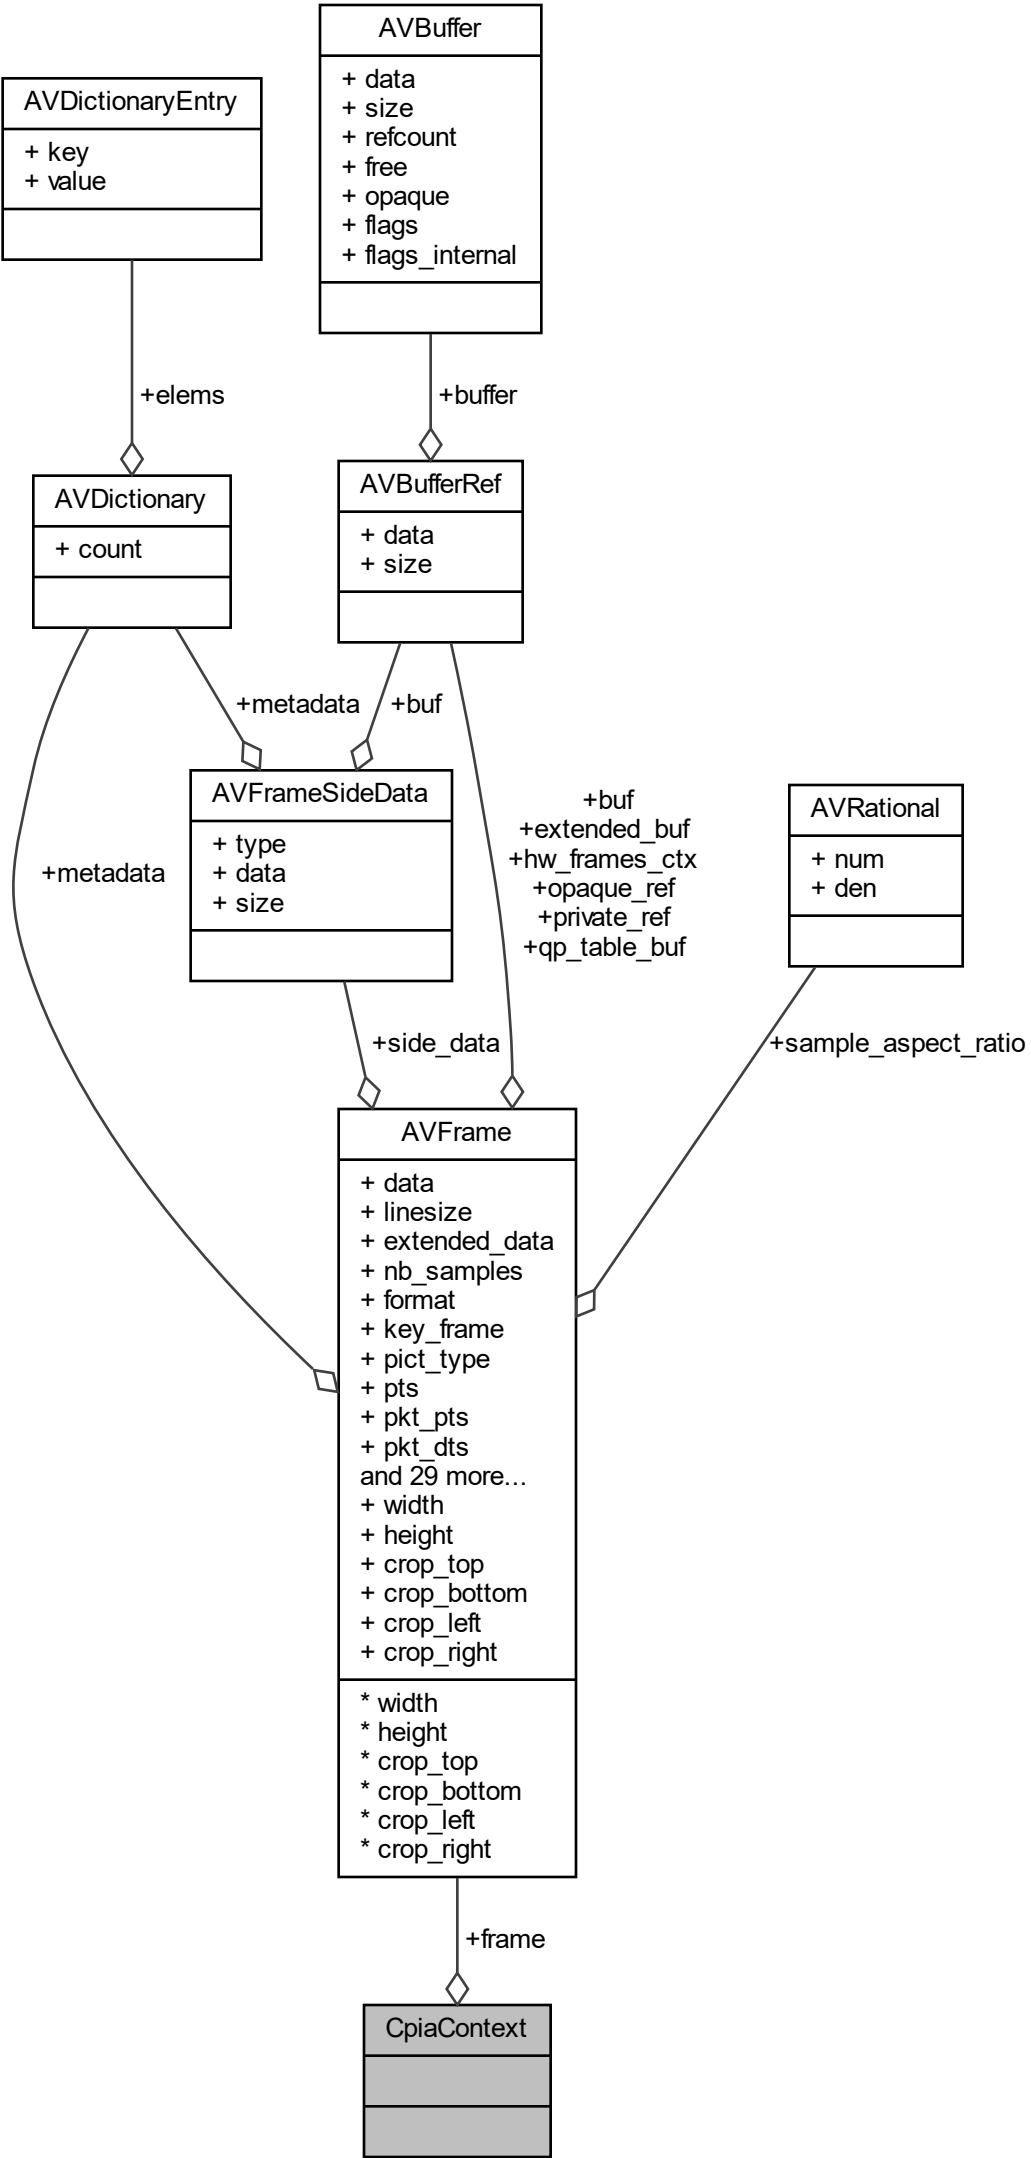 AVBuffer
+ data
+ size
+ refcount
+ free
+ opaque
+ flags
+ flags_internal
AVDictionaryEntry
+ key
+ value
+elems
+buffer
AVDictionary
+ count
AVBufferRef
+ data
+ size
+metadata
+buf
AVFrameSideData
+ type
+ data
+ size
+metadata
+buf
+extended_buf
+hw_frames_ctx
+opaque_ref
+private_ref
+qp_table_buf
AVRational
+ num
+ den
+side_data
+sample_aspect_ratio
AVFrame
+ data
+ linesize
+ extended_data
+ nb_samples
+ format
+ key_frame
+ pict_type
+ pts
+ pkt_pts
+ pkt_dts
and 29 more...
+ width
+ height
+ crop_top
+ crop_bottom
+ crop_left
+ crop_right
* width
* height
* crop_top
* crop_bottom
* crop_left
* crop_right
+frame
CpiaContext